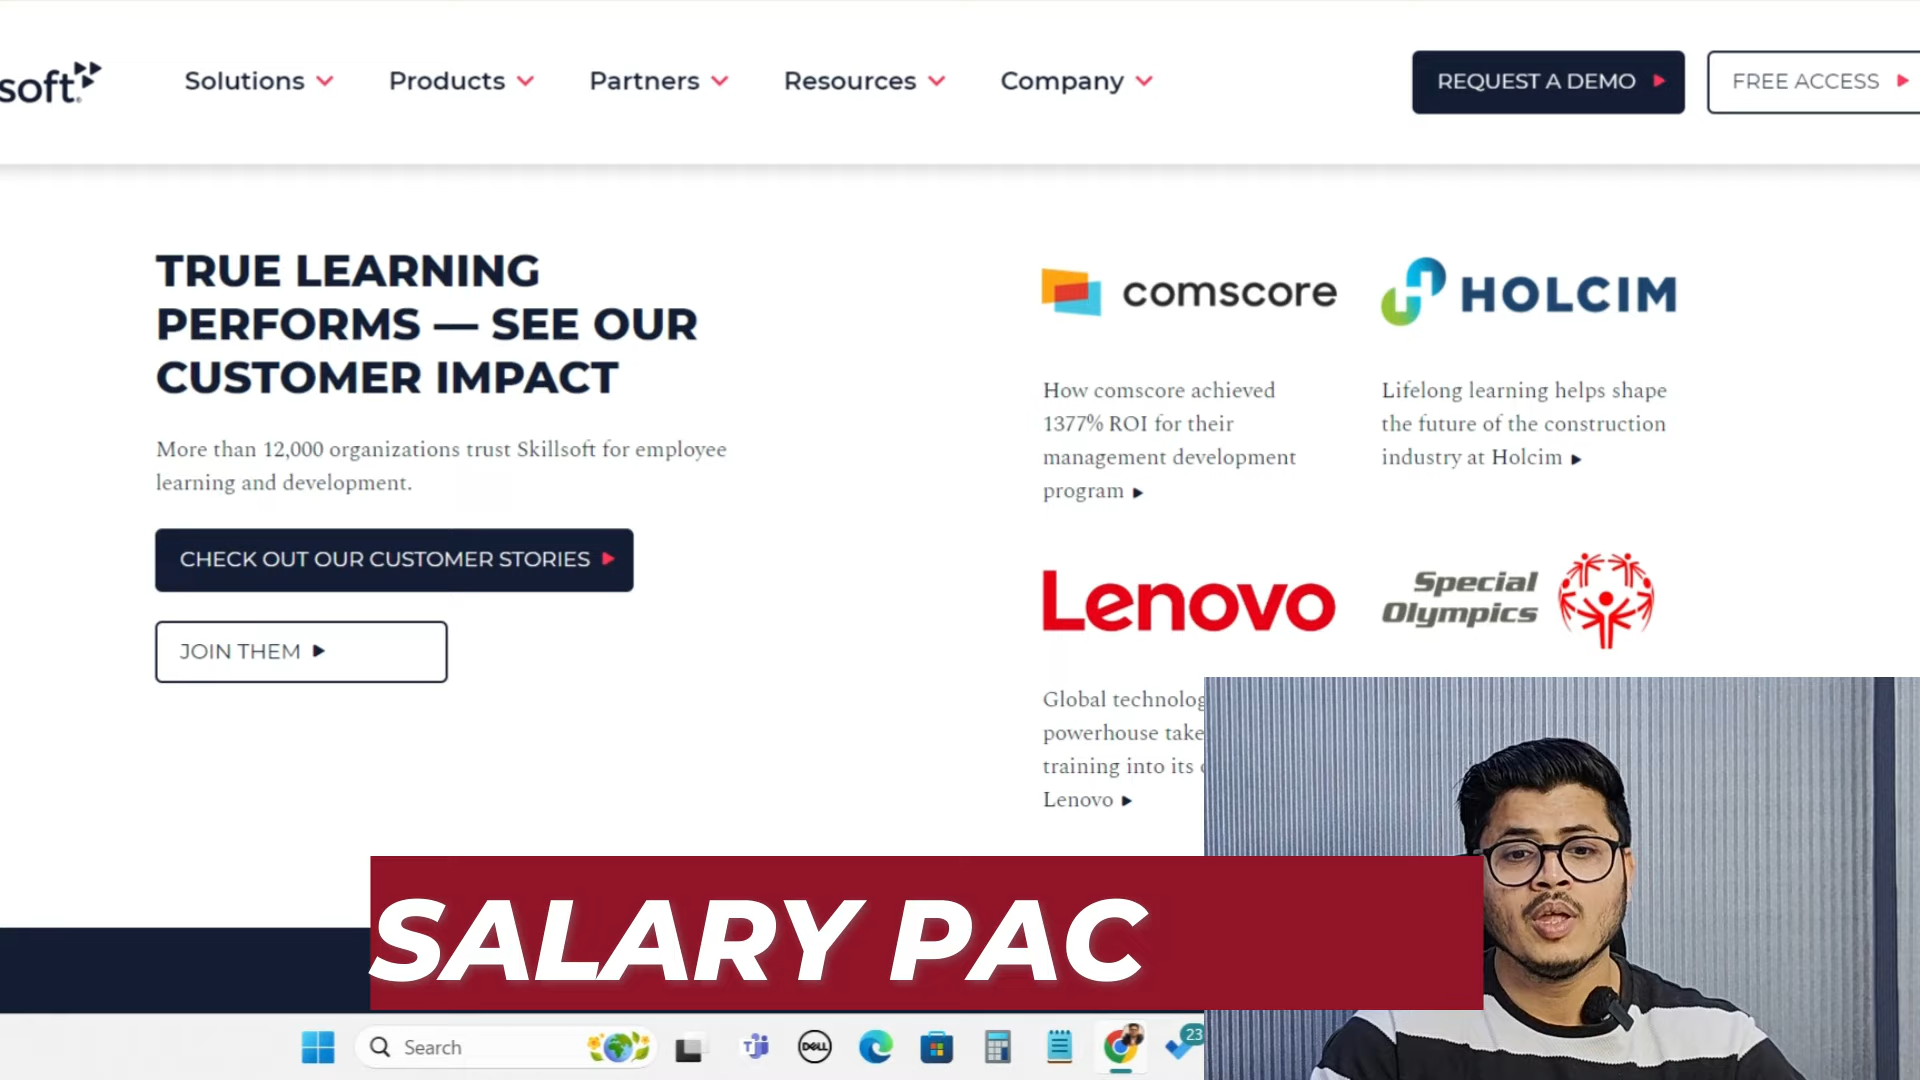 soft
Solutions
Products
Partners
Resources
Company
REQUEST A DEMO
FREE ACCESS
TRUE LEARNING
PERFORMS — SEE OUR
CUSTOMER IMPACT
More than 12,000 organizations trust Skillsoft for employee
learning and development.
CHECK OUT OUR CUSTOMER STORIES
JOIN THEM
comscore
How comscore achieved
1377% ROI for their
management development
program
HOLCIM
Lifelong learning helps shape
the future of the construction
industry at Holcim
Lenovo
Global technolog
powerhouse take
training into its
Lenovo
Special
Olympics
SALARY PAC
Search
DELL
23